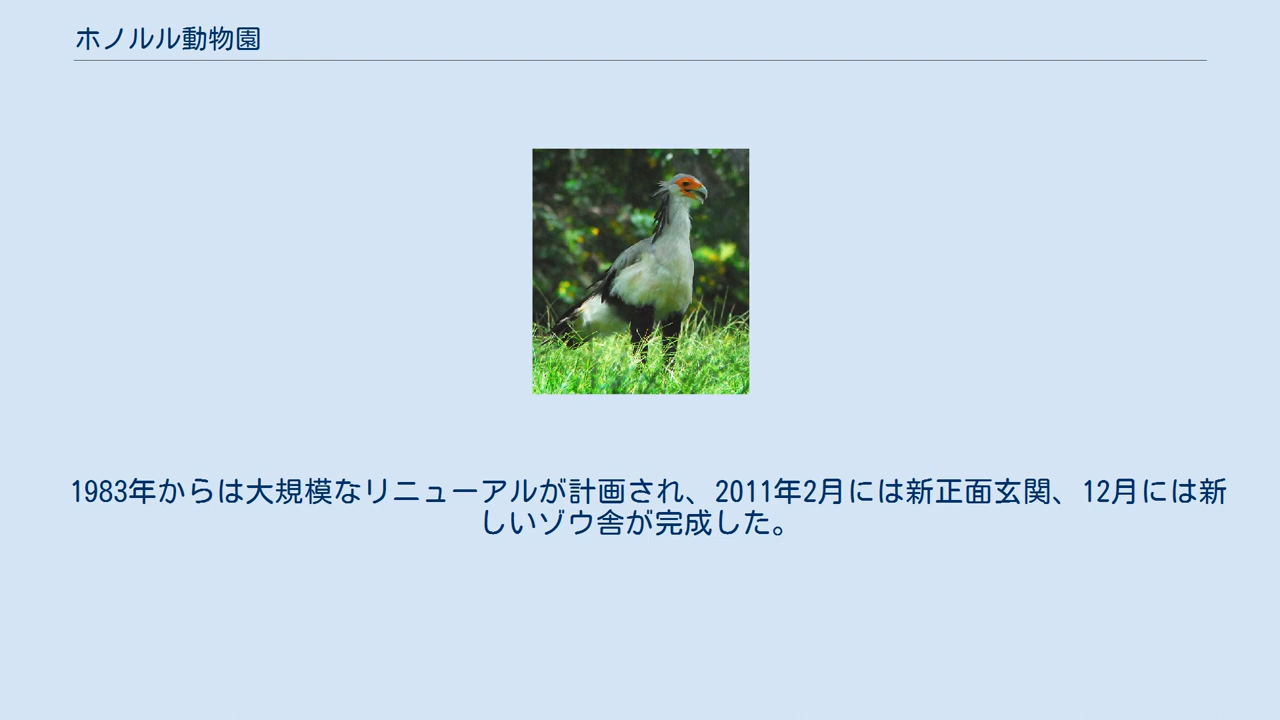 ホノルル動物園
1983年からは大規模なリニューアルが計画され、2011年2月には新正面玄関、12月には新
しいゾウ舎が完成した。